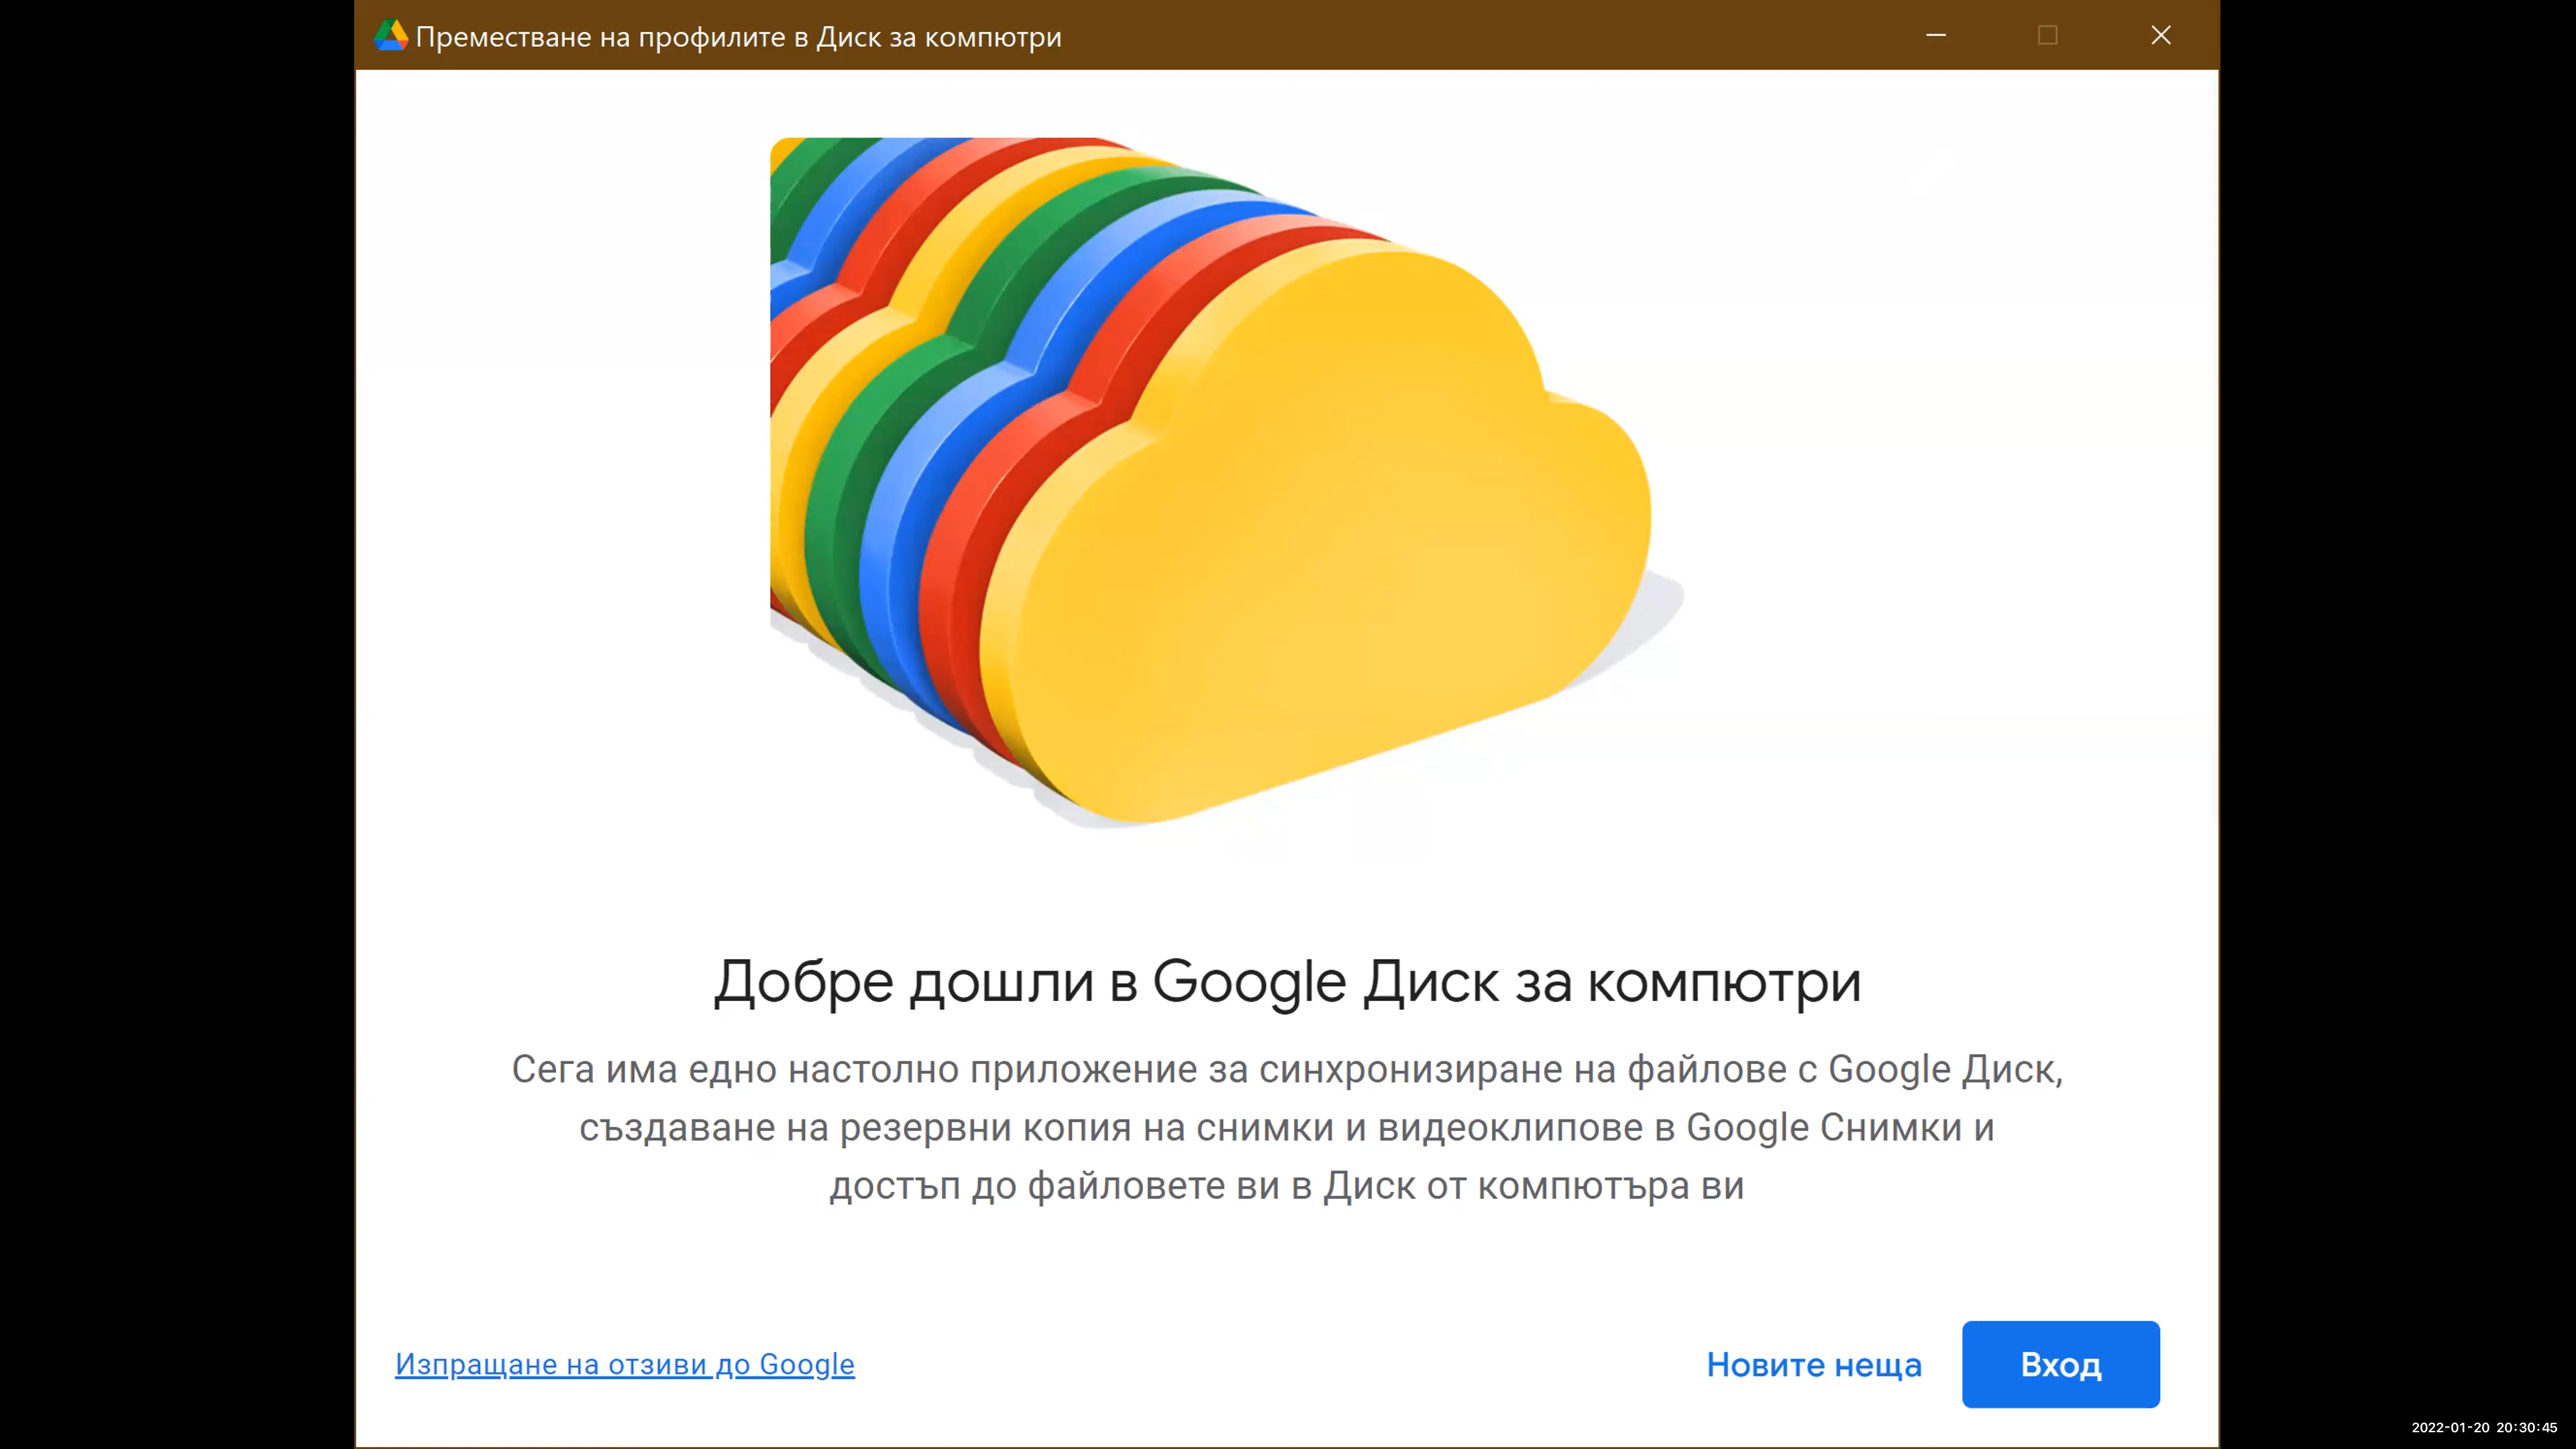 Преместване на профилите в Диск за компютри
Добре дошли в Google Диск за компютри
Сега има едно настолно приложение за синхронизиране на файлове с Google Диск,
създаване на резервни копия на снимки и видеоклипове в Google Снимки и
достъп до файловете ви в Диск от компютъра ви
Изпращане на отзиви до Google
Новите неща
Вход
2022-01-20 20:30:45